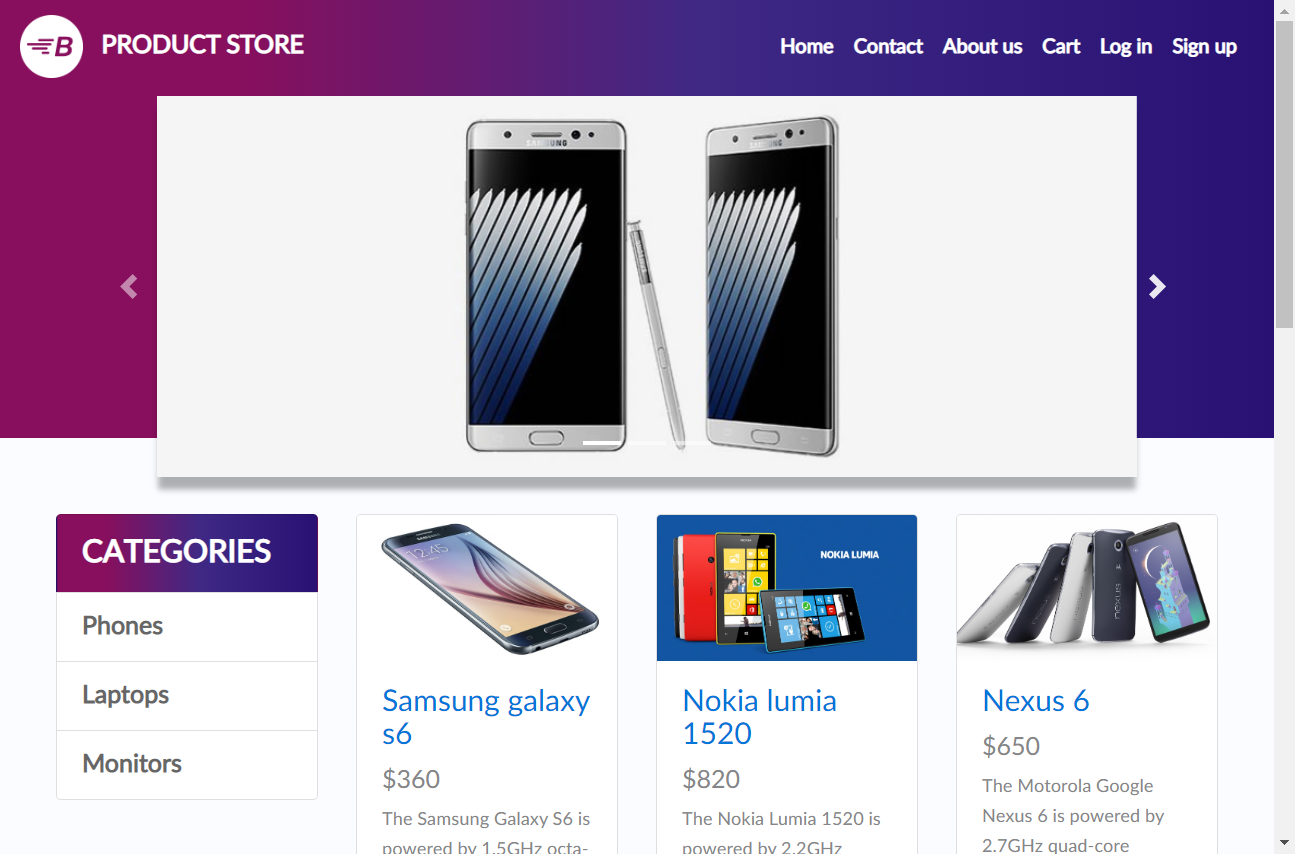 B PRODUCT STORE
Home Contact About us Cart Log in Sign up
SAMSUNG SAMSUNG
CATEGORIES
Phones
Laptops
Monitors
12:45
Samsung galaxy
s6
$360
The Samsung Galaxy S6 is
powered by 1.5GHz octa-
NOKIA LUMIA
Nokia lumia
1520
$820
The Nokia Lumia 1520 is
powered by 2.2GHz
nexus
Nexus 6
$650
The Motorola Google
Nexus 6 is powered by
2.7GHz quad-core